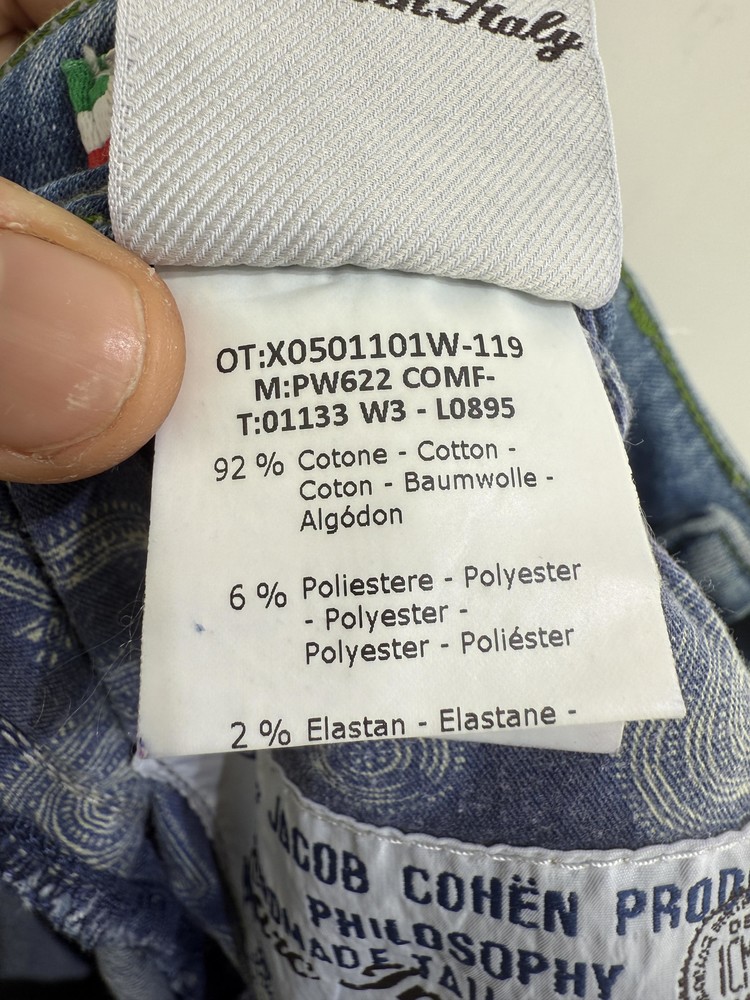 Italy
OT:X0501101W-119
M:PW622 COMF-
T:01133 W3 - L0895
92 % Cotone - Cotton -
Coton - Baumwolle -
Algódon
6 % Poliestere - Polyester
- Polyester -
Polyester - Poliéster
2 % Elastan - Elastane -
JACOB COHËN PROD
PHILOSOPHY